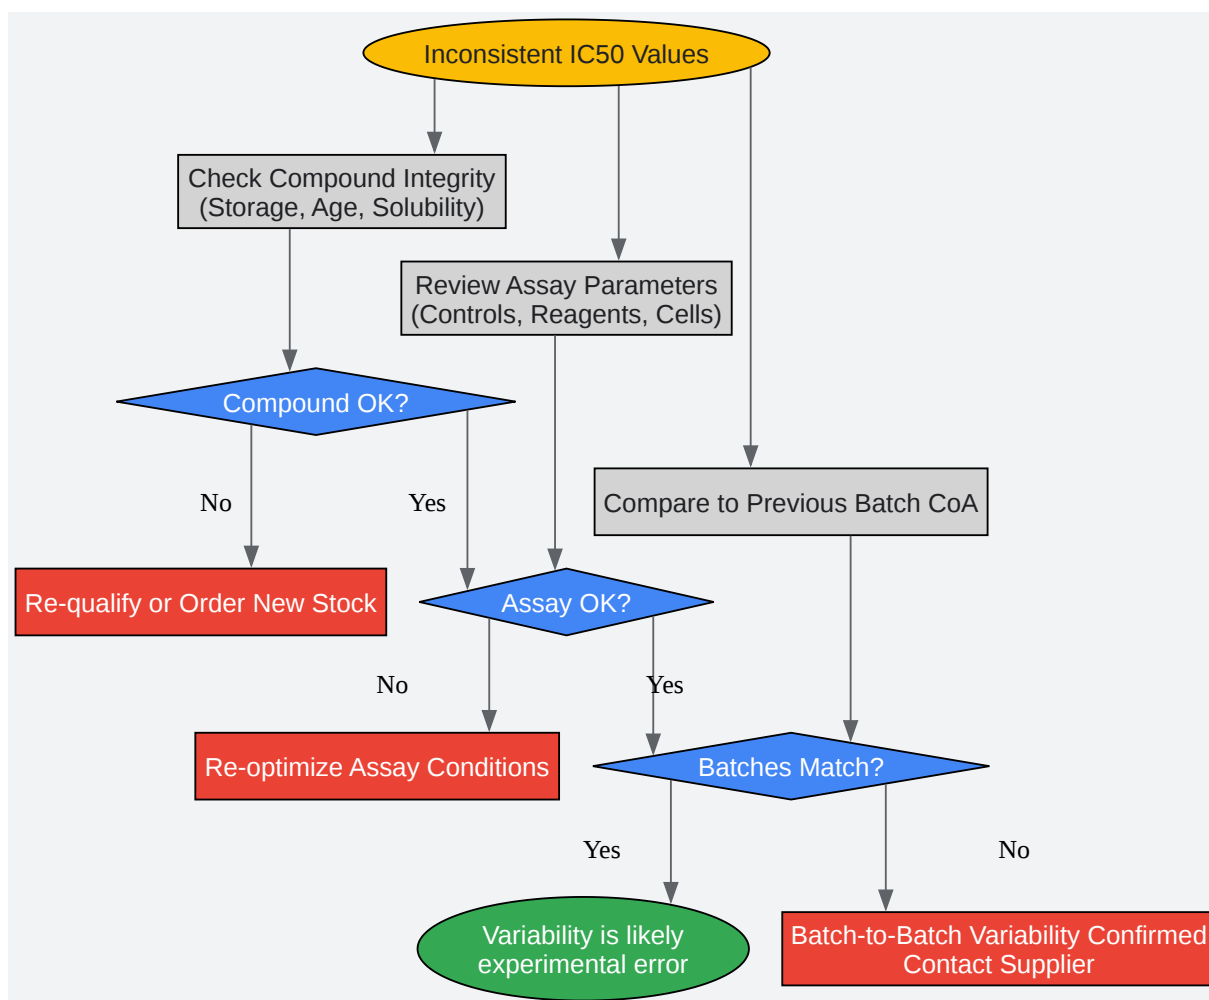 Inconsistent IC50 Values
Check Compound Integrity
(Storage, Age, Solubility)
Review Assay Parameters
(Controls, Reagents, Cells)
Compound OK?
No
Yes
Compare to Previous Batch CoA
Re-qualify or Order New Stock
Assay OK?
No
Yes
Re-optimize Assay Conditions
Batches Match?
Yes
No
Variability is likely
experimental error
Batch-to-Batch Variability Confirmed
Contact Supplier